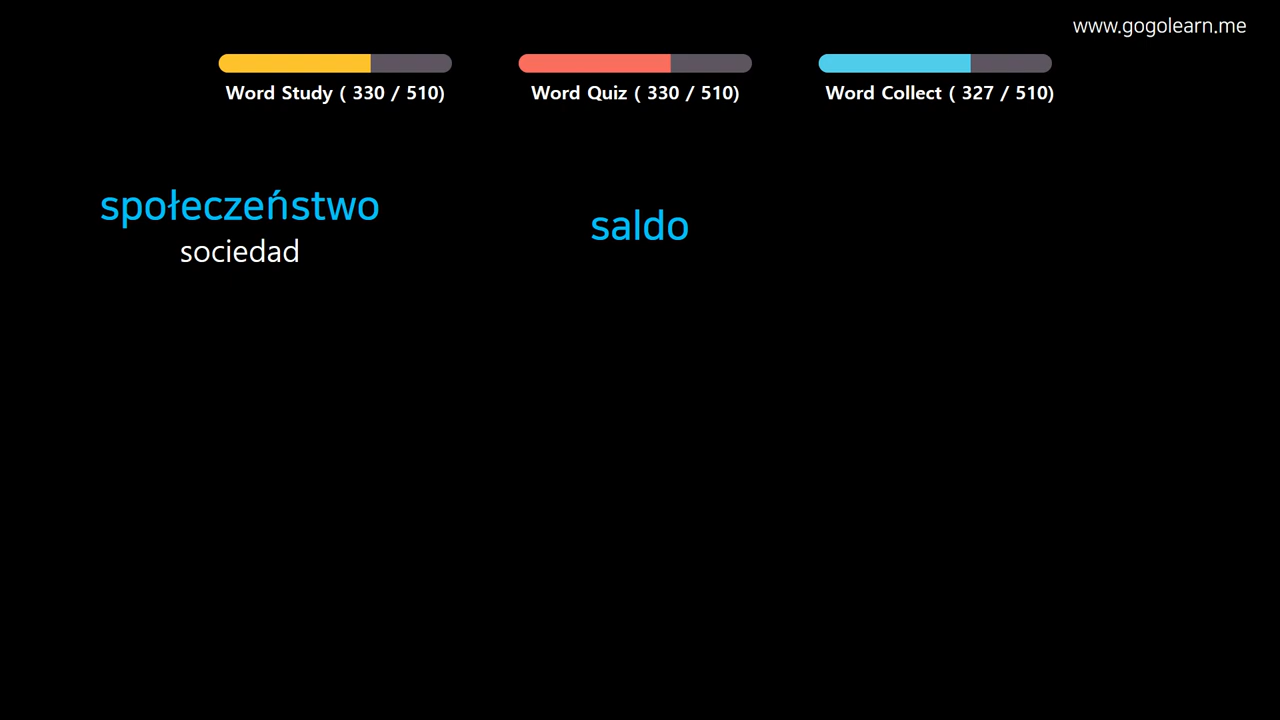 www.gogolearn.me
Word Study ( 330 / 510)
Word Quiz ( 330 / 510)
Word Collect ( 327 / 510)
społeczeństwo
sociedad
saldo